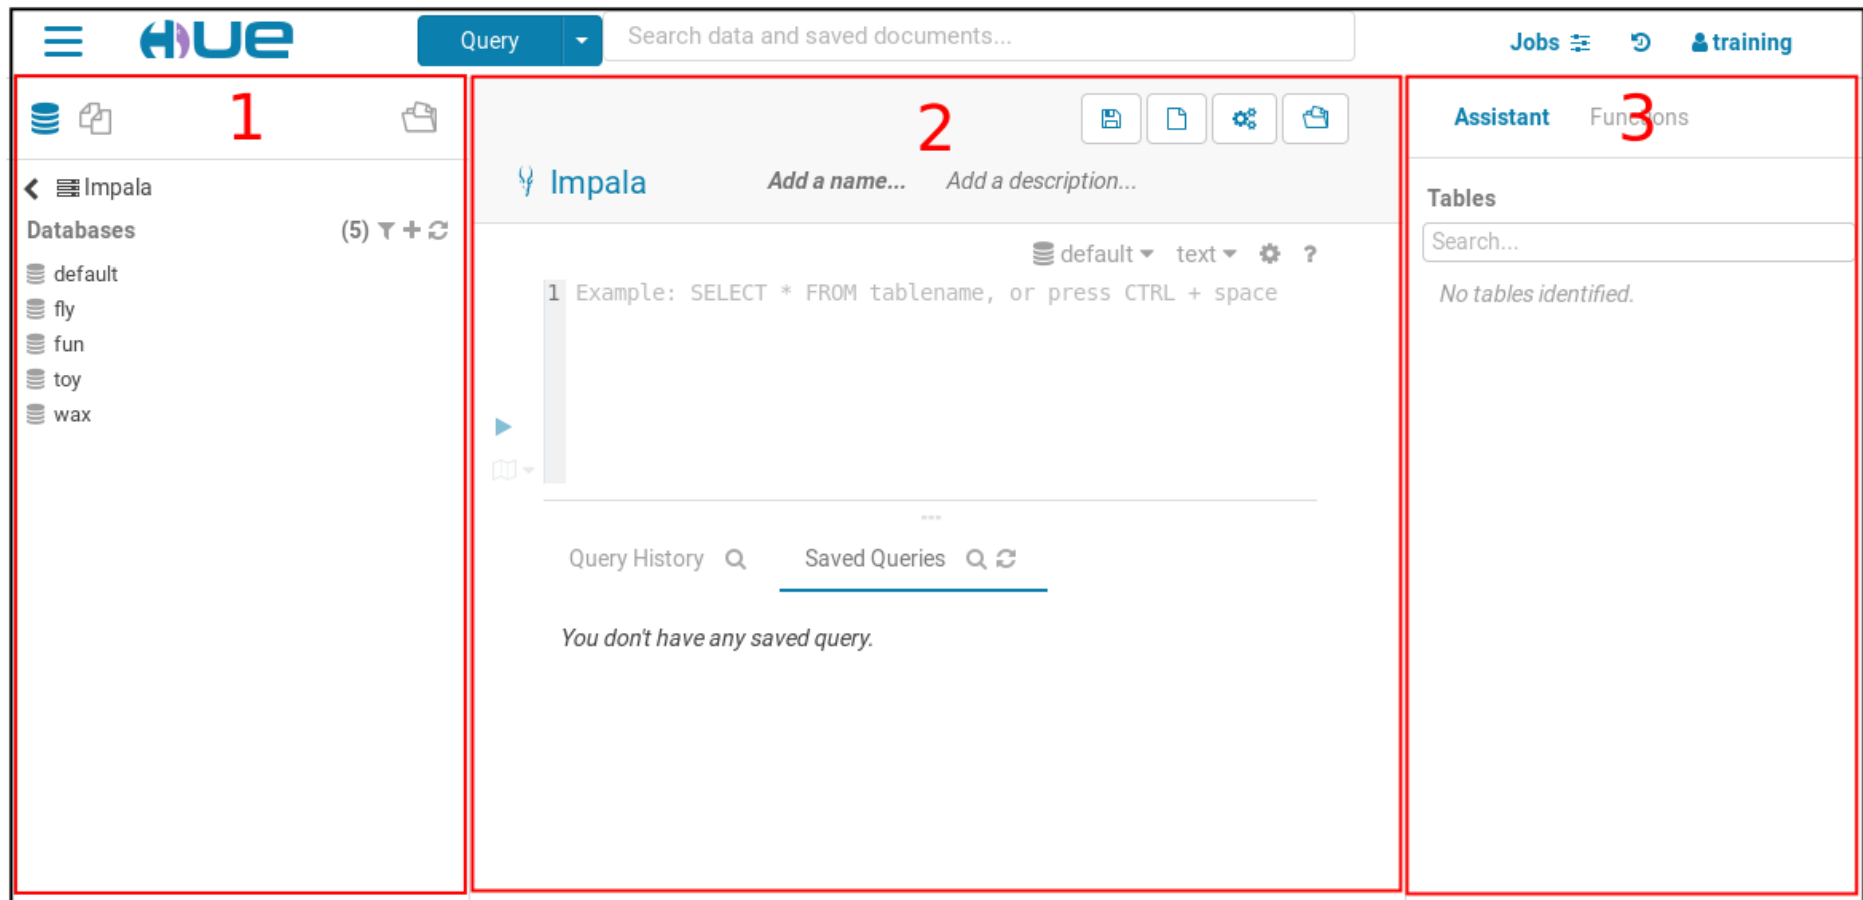 HUE Query Search data and saved documents... Jobs training
1
Impala
Databases (5)
default
fly
fun
toy
wax
2
Impala Add a name... Add a description...
default text ?
1 Example: SELECT * FROM tablename, or press CTRL + space
Query History Saved Queries
You don't have any saved query.
Assistant Functions
3
Tables
Search...
No tables identified.